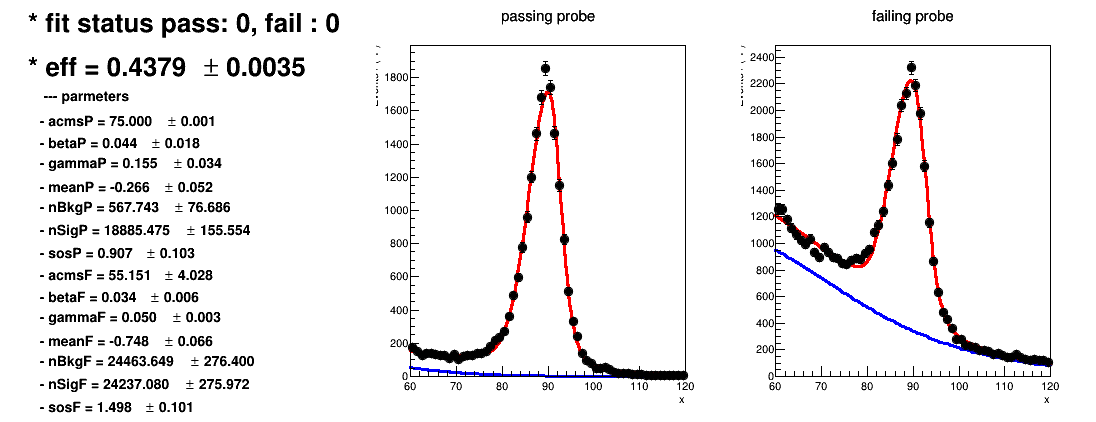 * fit status pass: 0, fail : 0
* eff = 0.4379 ± 0.0035
--- parmeters
- acmsP = 75.000 ± 0.001
- betaP = 0.044 ± 0.018
- gammaP = 0.155 ± 0.034
- meanP = -0.266 ± 0.052
- nBkgP = 567.743 ± 76.686
- nSigP = 18885.475 ± 155.554
- sosP = 0.907 ± 0.103
- acmsF = 55.151 ± 4.028
- betaF = 0.034 ± 0.006
- gammaF = 0.050 ± 0.003
- meanF = -0.748 ± 0.066
- nBkgF = 24463.649 ± 276.400
- nSigF = 24237.080 ± 275.972
- sosF = 1.498 ± 0.101
passing probe
1800
1600
1400
1200
1000
800
600
400
200
0
60 70 80 90 100 110 120
x
failing probe
2400
2200
2000
1800
1600
1400
1200
1000
800
600
400
200
0
60 70 80 90 100 110 120
x